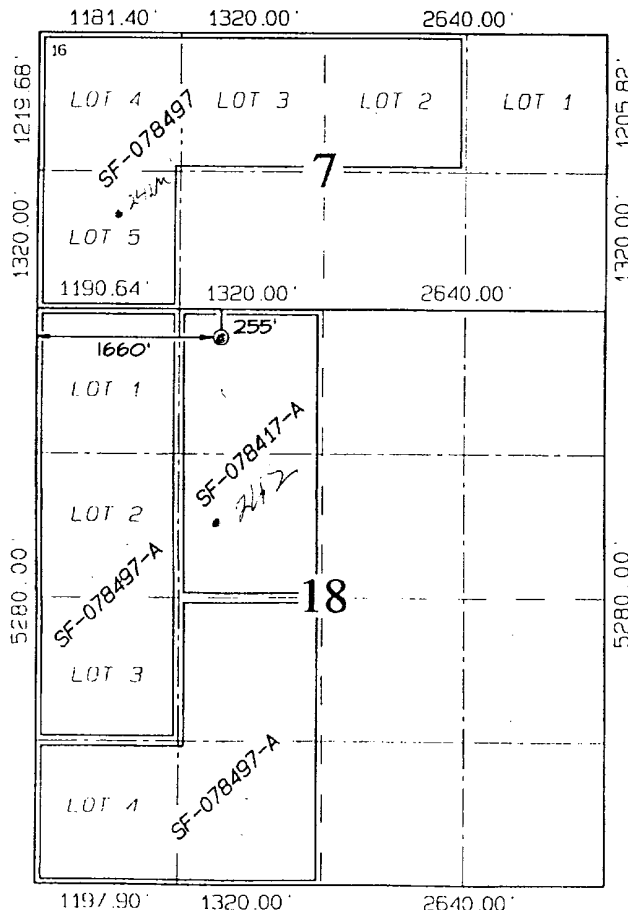 1181.40' 1320.00' 2640.00'
16
1219.68' LOT 4 LOT 3 LOT 2 LOT 1 1205.82'
SF-078497
7
1320.00' LOT 5 1320.00'
1190.64' 1320.00' 2640.00'
255'
1660'
LOT 1
SF-078417-A
LOT 2
5280.00' SF-078497-A 18 5280.00'
LOT 3
SF-078497-A
LOT 4
1197.90' 1320.00' 2640.00'